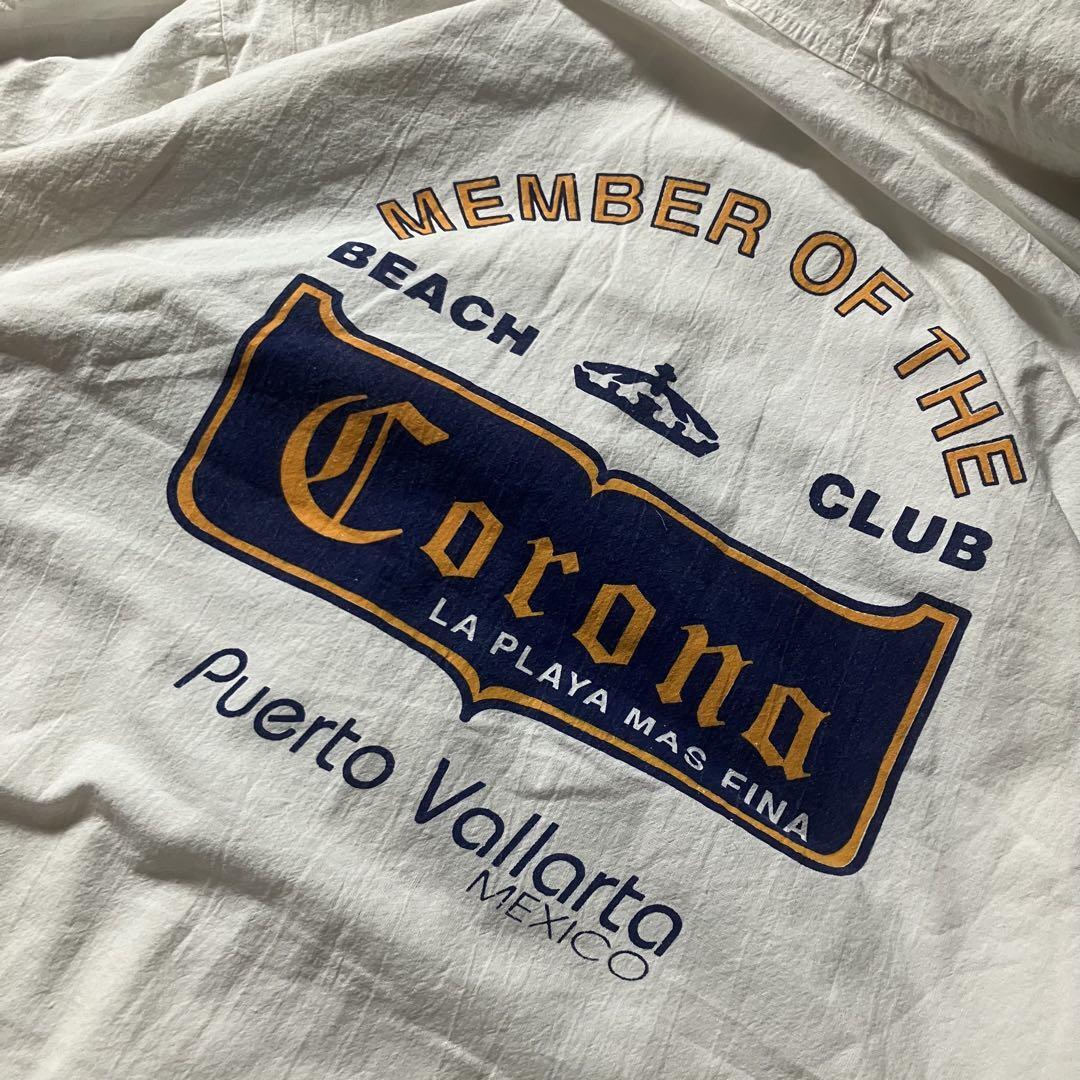 MEMBER OF THE
BEACH CLUB
Corona
LA PLAYA MAS FINA
Puerto Vallarta
MEXICO